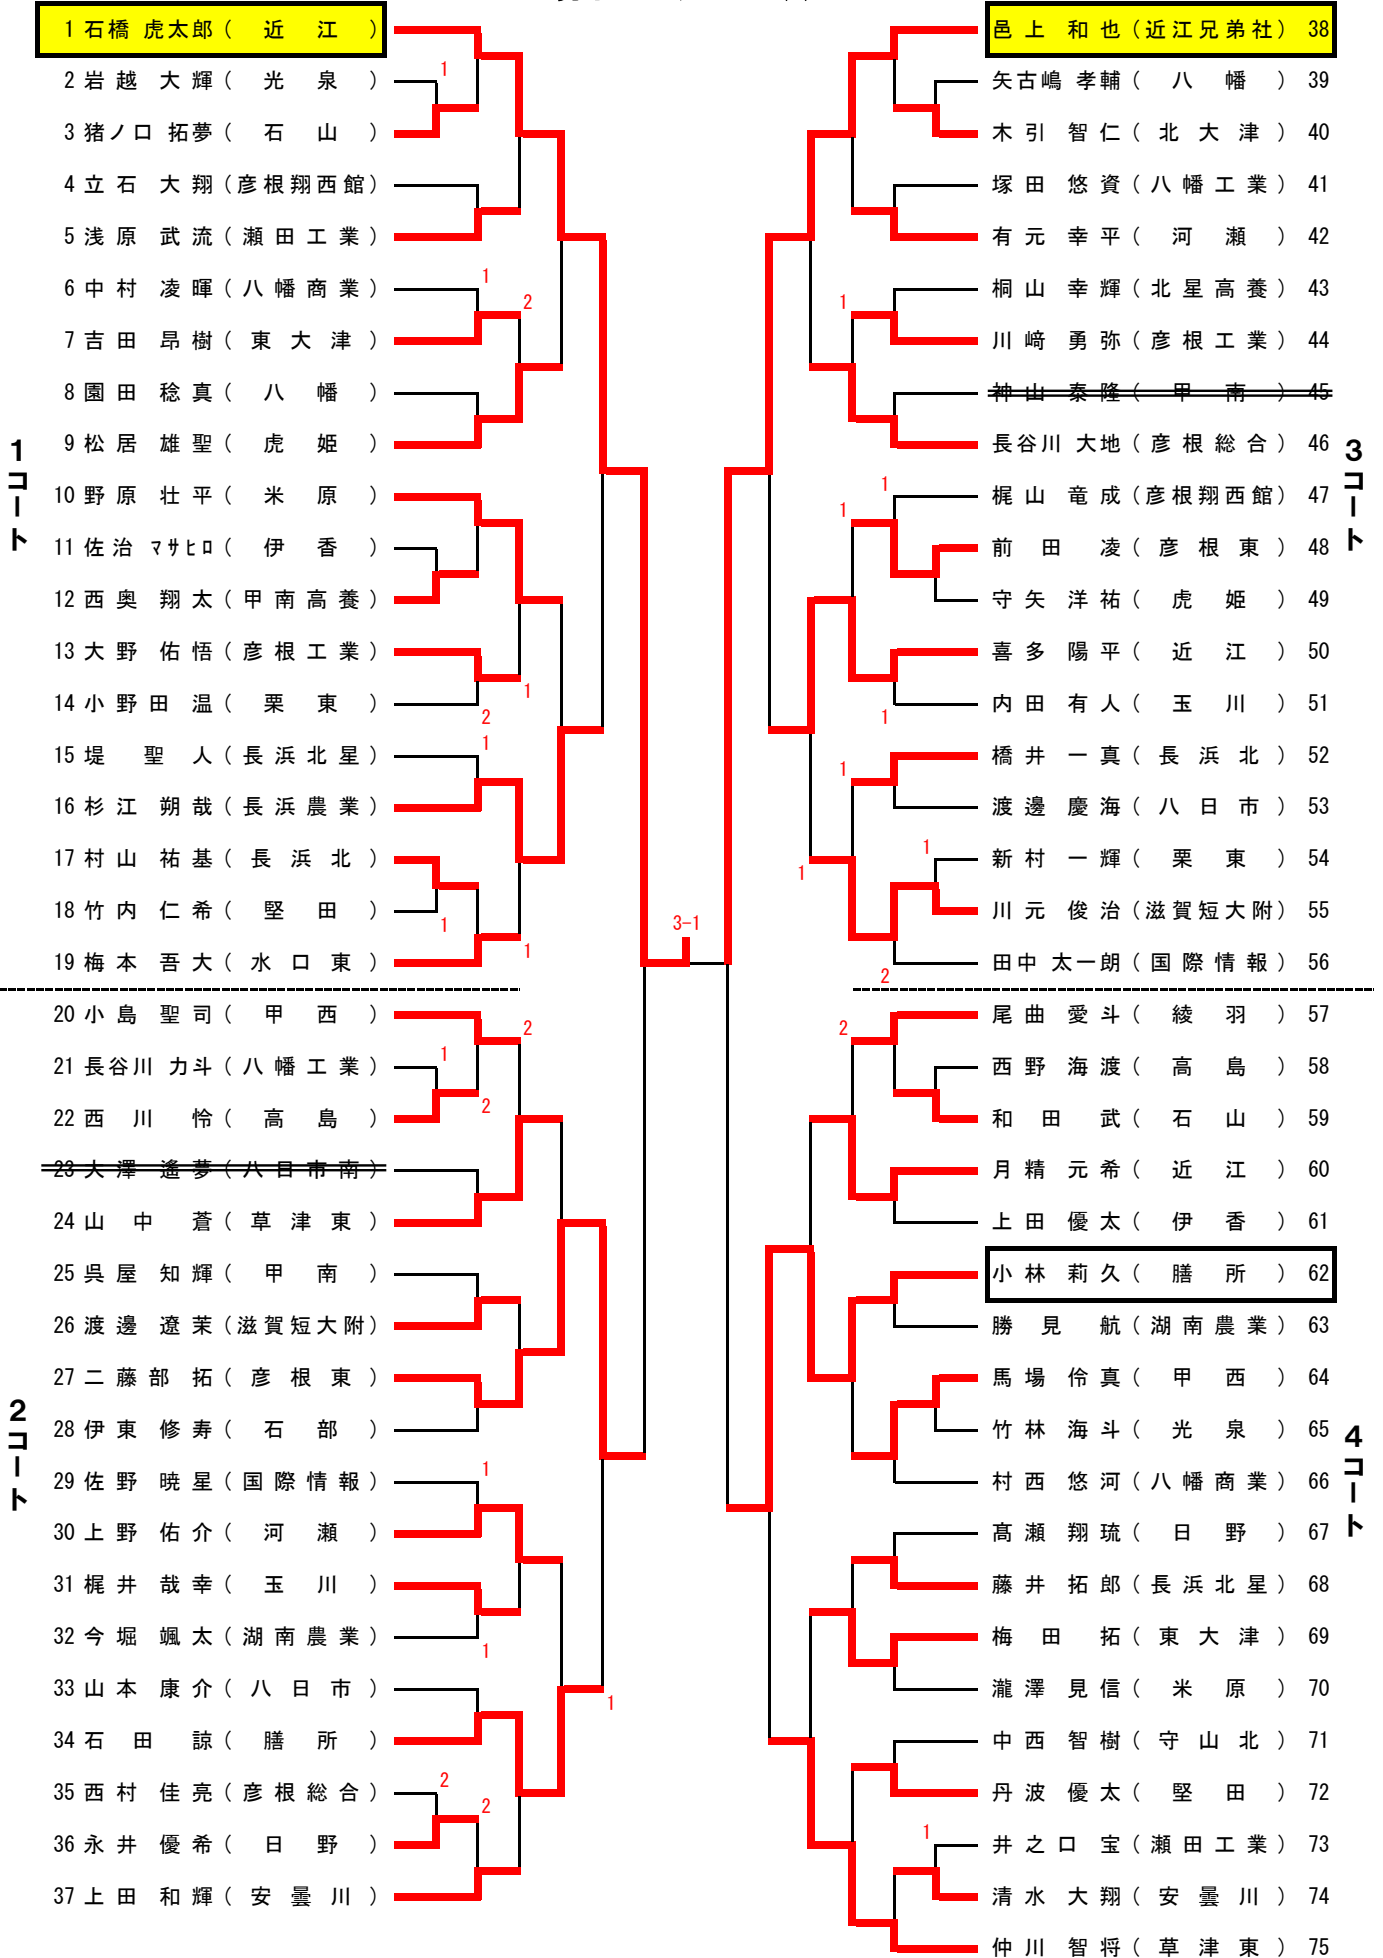 1 石橋 虎太郎 ( 近 江 )
2 岩越 大輝 ( 光 泉 )
1
3 猪ノ口 拓夢 ( 石 山 )
4 立石 大翔 (彦根翔西館)
5 浅原 武流 (瀬田工業)
6 中村 凌暉 (八幡商業)
1
2
7 吉田 昂樹 ( 東 大 津 )
8 園田 稔真 ( 八 幡 )
9 松居 雄聖 ( 虎 姫 )
1コート
10 野原 壮平 ( 米 原 )
11 佐治 マサヒロ ( 伊 香 )
12 西奥 翔太 (甲南高養)
13 大野 佑悟 (彦根工業)
1
14 小野田 温 ( 栗 東 )
2
15 堤 聖人 (長浜北星)
1
16 杉江 朔哉 (長浜農業)
17 村山 祐基 ( 長 浜 北 )
18 竹内 仁希 ( 堅 田 )
1
1
19 梅本 吾大 ( 水 口 東 )
20 小島 聖司 ( 甲 西 )
2
21 長谷川 力斗 (八幡工業)
1
22 西川 怜 ( 高 島 )
2
23 大澤 遙夢 (八日市南)
24 山中 蒼 ( 草 津 東 )
25 呉屋 知輝 ( 甲 南 )
26 渡邊 遼茉 (滋賀短大附)
27 二藤部 拓 ( 彦 根 東 )
2コート
28 伊東 修寿 ( 石 部 )
29 佐野 暁星 (国際情報)
1
30 上野 佑介 ( 河 瀬 )
31 梶井 哉幸 ( 玉 川 )
32 今堀 颯太 (湖南農業)
1
33 山本 康介 ( 八 日 市 )
1
34 石田 諒 ( 膳 所 )
35 西村 佳亮 (彦根総合)
2
2
36 永井 優希 ( 日 野 )
37 上田 和輝 ( 安 曇 川 )
3-1
邑上 和也 (近江兄弟社) 38
矢古嶋 孝輔 ( 八 幡 ) 39
木引 智仁 ( 北 大 津 ) 40
塚田 悠資 (八幡工業) 41
有元 幸平 ( 河 瀬 ) 42
桐山 幸輝 (北星高養) 43
1
川﨑 勇弥 (彦根工業) 44
神山 泰隆 ( 甲 南 ) 45
長谷川 大地 (彦根総合) 46
3コート
1
梶山 竜成 (彦根翔西館) 47
1
前田 凌 ( 彦 根 東 ) 48
守矢 洋祐 ( 虎 姫 ) 49
喜多 陽平 ( 近 江 ) 50
内田 有人 ( 玉 川 ) 51
1
橋井 一真 ( 長 浜 北 ) 52
1
渡邊 慶海 ( 八 日 市 ) 53
1
新村 一輝 ( 栗 東 ) 54
1
川元 俊治 (滋賀短大附) 55
田中 太一朗 (国際情報) 56
2
尾曲 愛斗 ( 綾 羽 ) 57
2
西野 海渡 ( 高 島 ) 58
和田 武 ( 石 山 ) 59
月精 元希 ( 近 江 ) 60
上田 優太 ( 伊 香 ) 61
小林 莉久 ( 膳 所 ) 62
勝見 航 (湖南農業) 63
馬場 伶真 ( 甲 西 ) 64
竹林 海斗 ( 光 泉 ) 65
4コート
村西 悠河 (八幡商業) 66
髙瀬 翔琉 ( 日 野 ) 67
藤井 拓郎 (長浜北星) 68
梅田 拓 ( 東 大 津 ) 69
瀧澤 見信 ( 米 原 ) 70
中西 智樹 ( 守 山 北 ) 71
丹波 優太 ( 堅 田 ) 72
1
井之口 宝 (瀬田工業) 73
清水 大翔 ( 安 曇 川 ) 74
仲川 智将 ( 草 津 東 ) 75